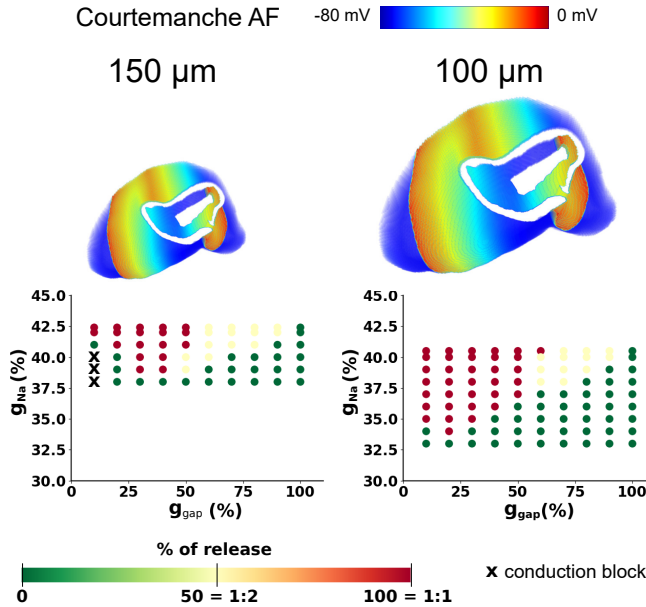 Courtemanche AF
-80 mV 0 mV
150 µm 100 µm
45.0 45.0
42.5 42.5
40.0 40.0
37.5 37.5
35.0 35.0
32.5 32.5
30.0 30.0
gNa (%) gNa (%)
0 25 50 75 100 0 25 50 75 100
ggap (%) ggap(%)
x conduction block
% of release
0 50 = 1:2 100 = 1:1